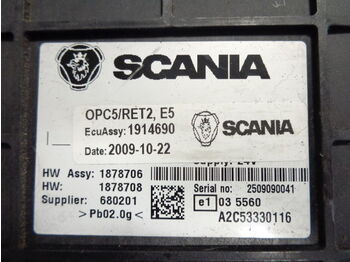 SCANIA
OPC5/RET2, E5
EcuAssy: 1914690
Date: 2009-10-22
SCANIA
Supply: 24V
HW Assy: 1878706
HW: 1878708
Supplier: 680201
>Pb02.0g>
Serial no: 2509090041
e1 03 5560
A2C53330116